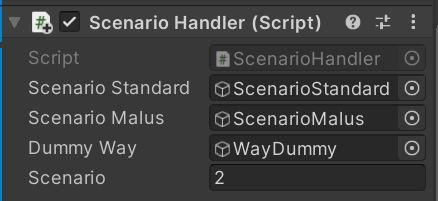 Scenario Handler (Script)
Script ScenarioHandler
Scenario Standard ScenarioStandard
Scenario Malus ScenarioMalus
Dummy Way WayDummy
Scenario 2